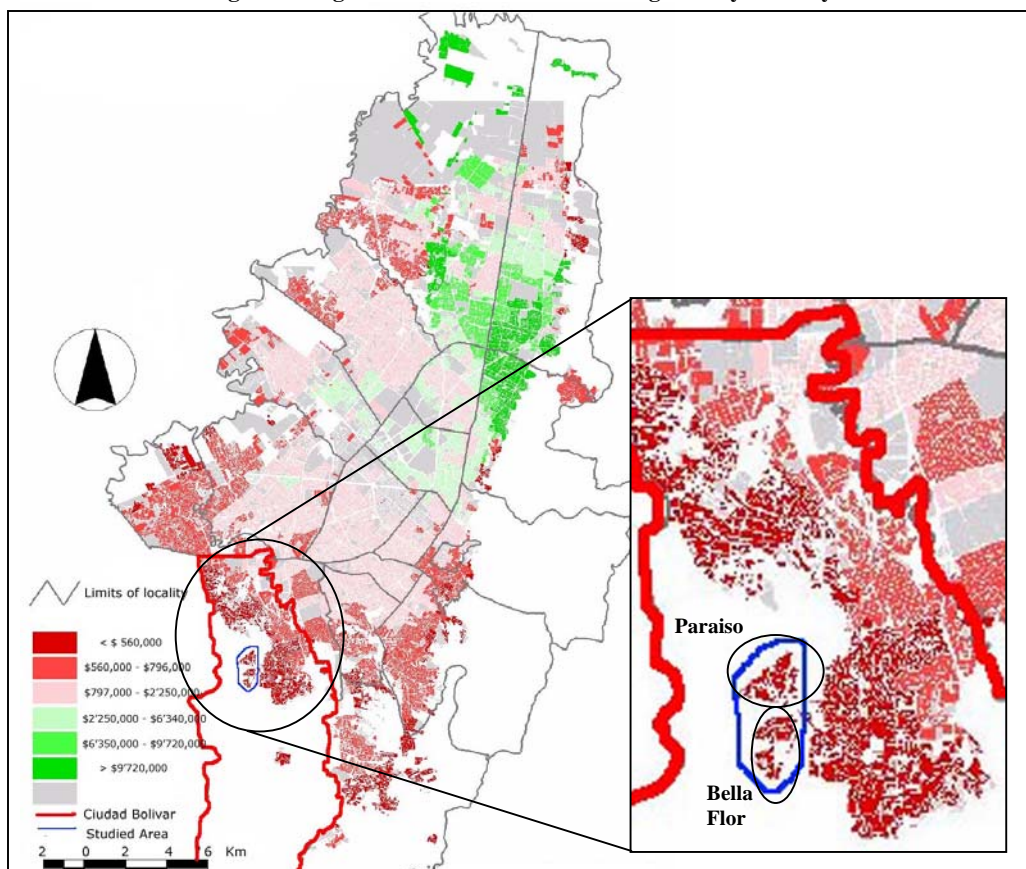 Limits of locality
< $ 560,000
$560,000 - $796,000
$797,000 - $2'250,000
$2'250,000 - $6'340,000
$6'350,000 - $9'720,000
> $9'720,000
Ciudad Bolivar
Studied Area
2 0 2 4 6 Km
Paraiso
Bella
Flor